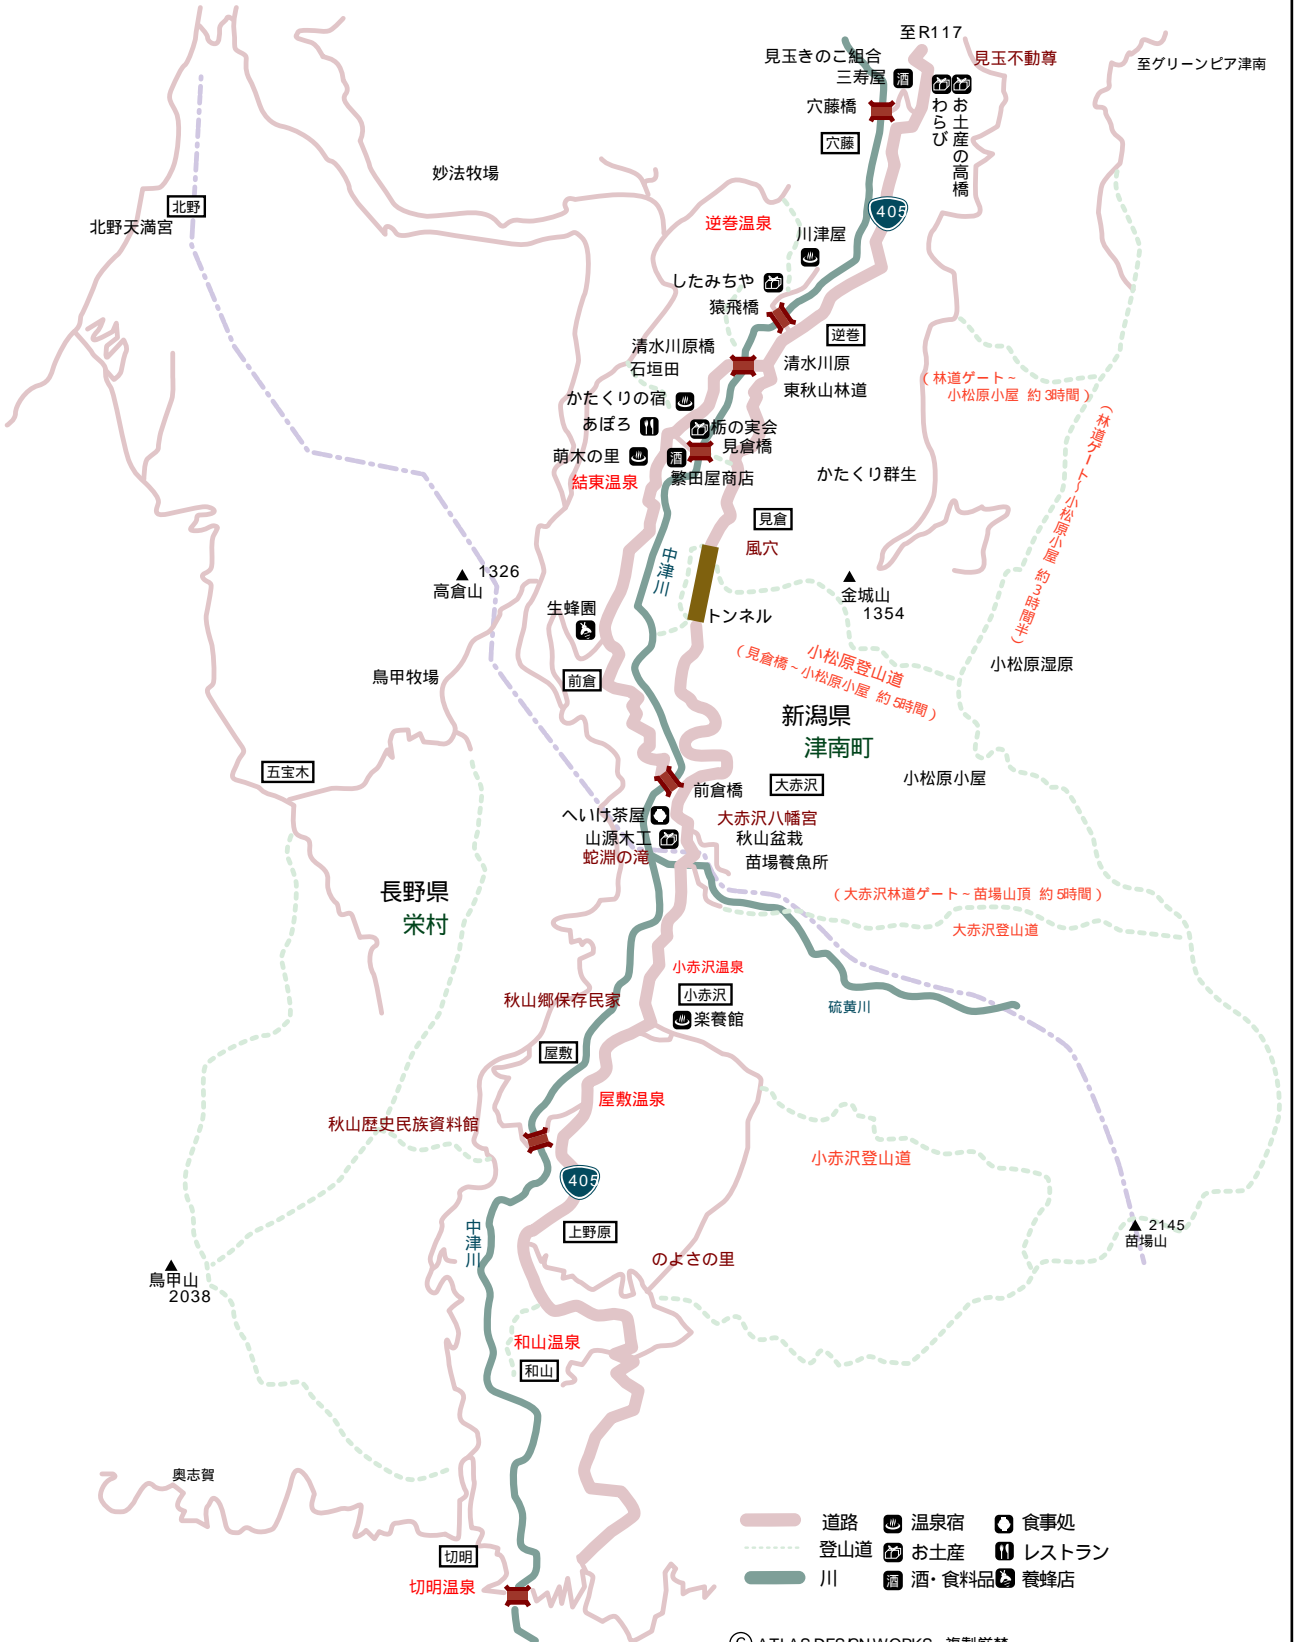 至R117
見玉きのこ組合
見玉不動尊
至グリーンピア津南
三寿屋
酒
穴藤橋
わらび
お土産の高橋
穴藤
妙法牧場
北野
北野天満宮
405
逆巻温泉
川津屋
したみちや
猿飛橋
逆巻
清水川原橋
石垣田
清水川原
東秋山林道
(林道ゲート~
小松原小屋 約3時間)
(林道ゲート~小松原小屋 約3時間半)
かたくりの宿
あぽろ
栃の実会
見倉橋
萌木の里
酒
繁田屋商店
結東温泉
かたくり群生
見倉
風穴
中津川
1326
高倉山
金城山
1354
生蜂園
トンネル
小松原登山道
(見倉橋~小松原小屋 約5時間)
小松原湿原
鳥甲牧場
前倉
新潟県
津南町
五宝木
前倉橋
大赤沢
小松原小屋
へいけ茶屋
大赤沢八幡宮
山源木工
秋山盆栽
蛇淵の滝
苗場養魚所
長野県
栄村
(大赤沢林道ゲート~苗場山頂 約5時間)
大赤沢登山道
小赤沢温泉
小赤沢
秋山郷保存民家
楽養館
硫黄川
屋敷
屋敷温泉
秋山歴史民族資料館
小赤沢登山道
405
上野原
中津川
2145
苗場山
のよさの里
鳥甲山
2038
和山温泉
和山
奥志賀
切明
切明温泉
道路
温泉宿
食事処
登山道
お土産
レストラン
川
酒
酒・食料品
養蜂店
© ATLAS DESIGN WORKS 複製厳禁